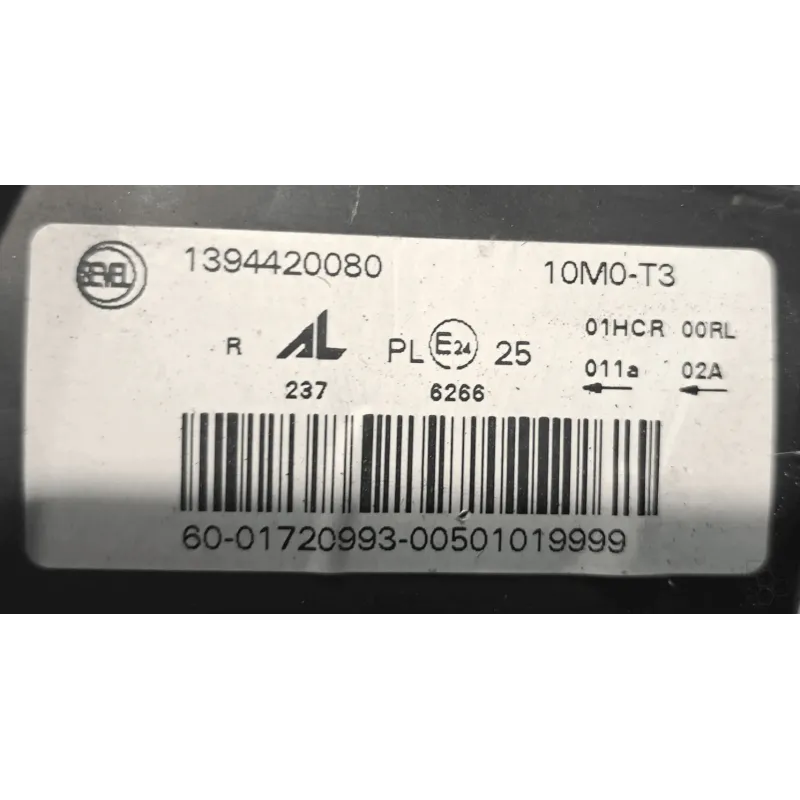 SEVEL 1394420080 10M0-T3
R AL PL E24 25 01HCR 00RL
237 6266 011a 02A
60-01720993-00501019999